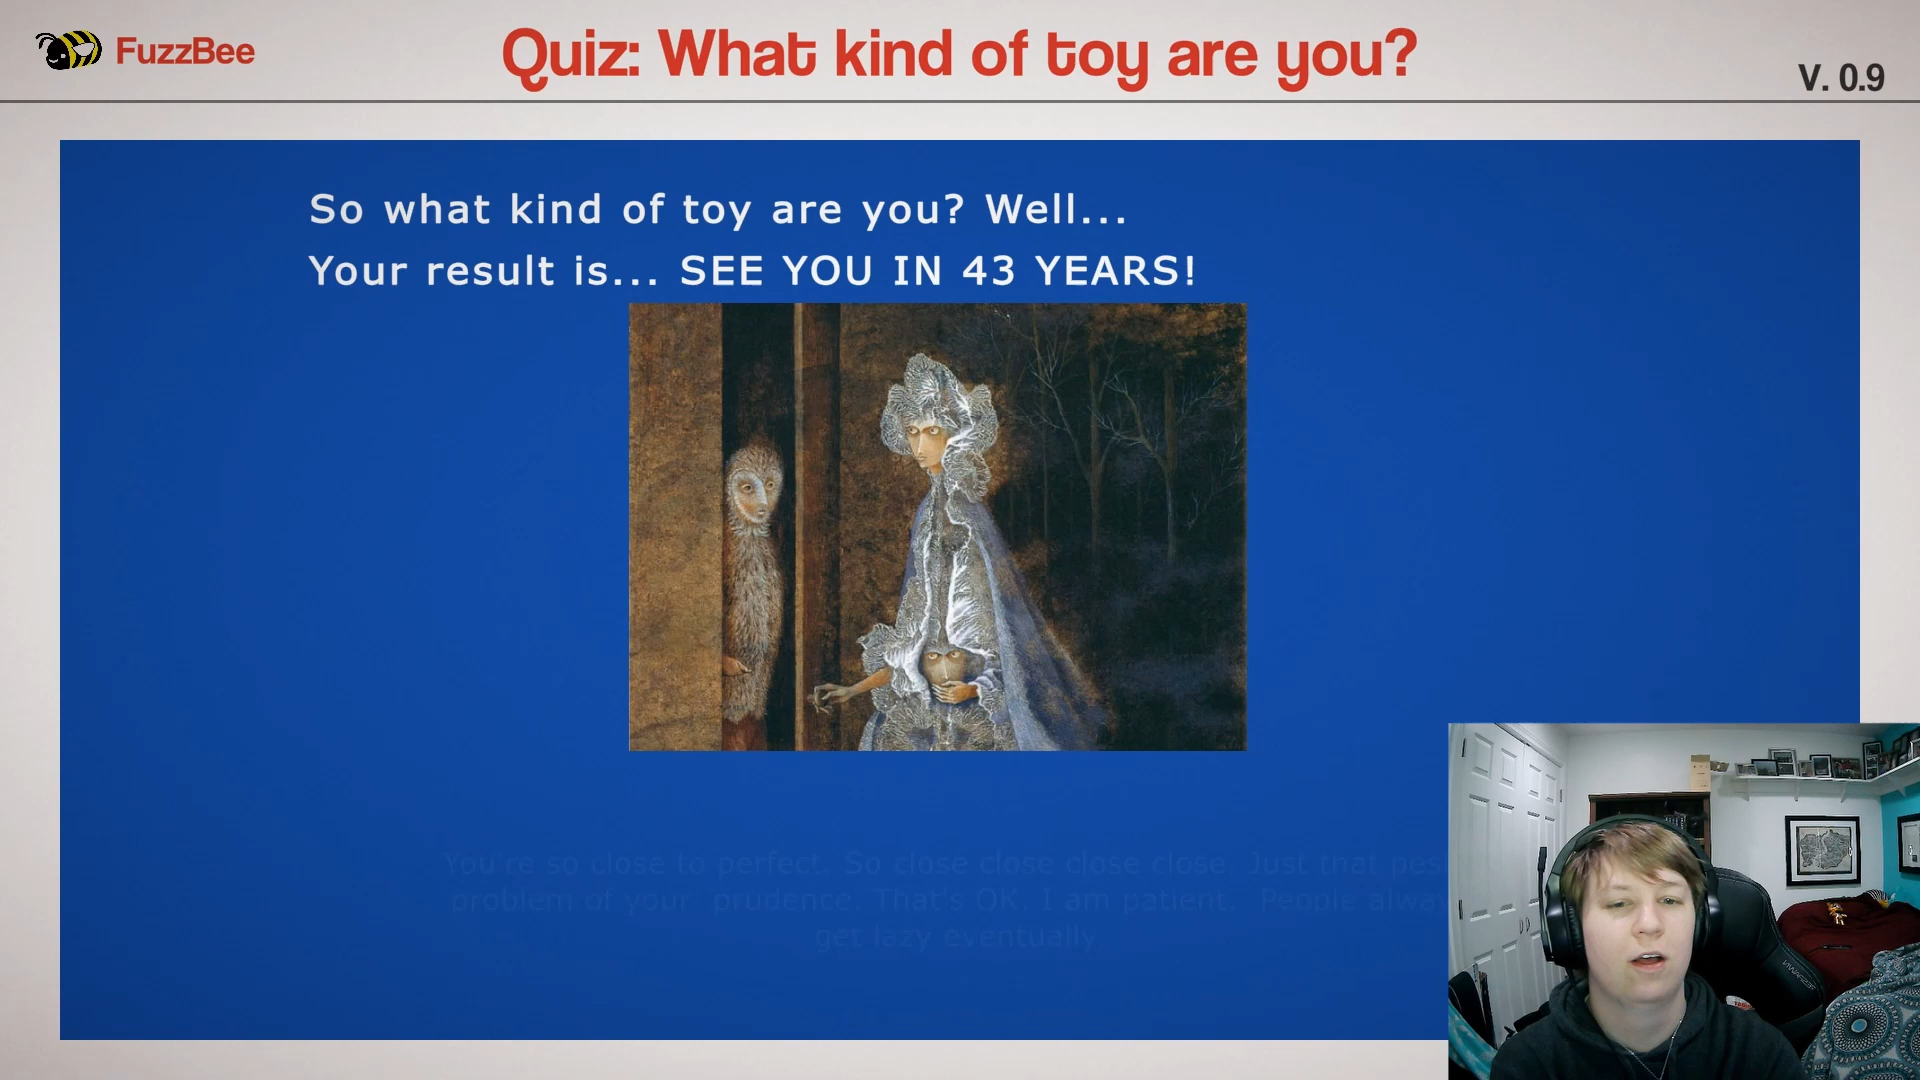 FuzzBee
Quiz: What kind of toy are you?
V. 0.9
So what kind of toy are you? Well...
Your result is... SEE YOU IN 43 YEARS!
You're so close to perfect. So close close close close. Just that
problem of your prudence. That's OK. I am patient. People
get lazy eventually.